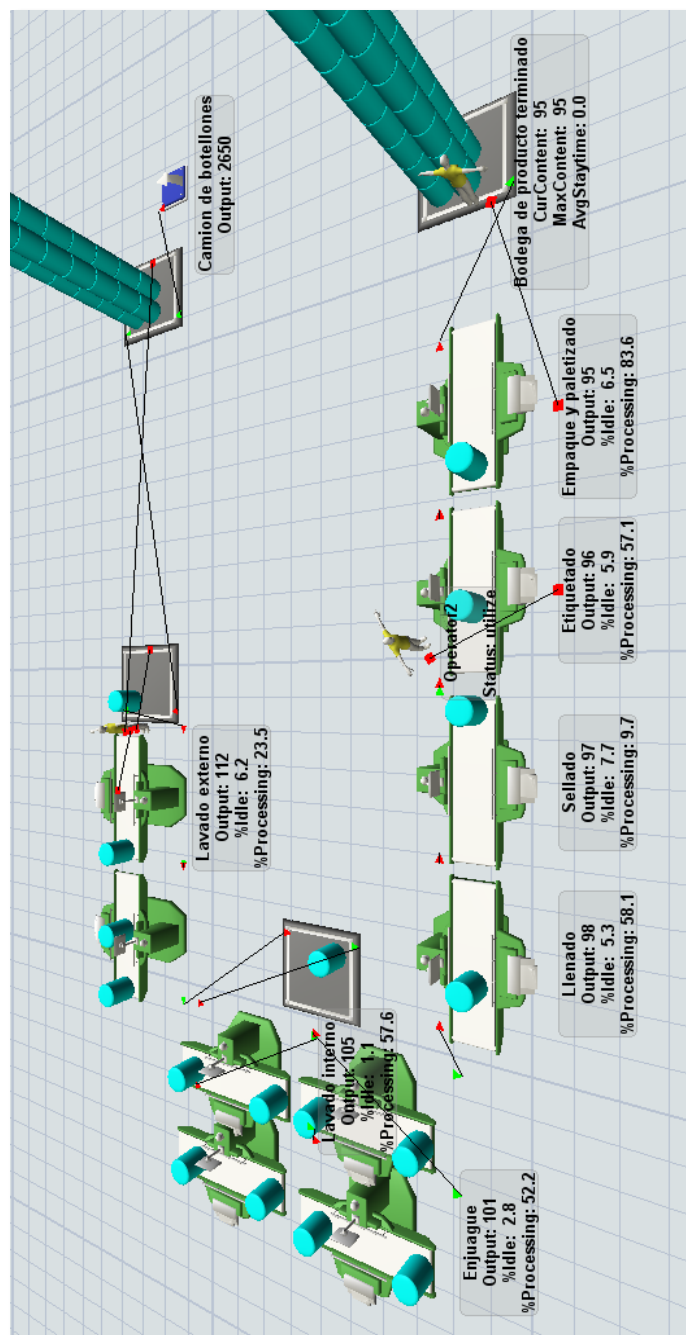 Camion de botellones
Output: 2650
Bodega de producto terminado
CurContent: 95
MaxContent: 95
AvgStaytime: 0.0
Empaque y paletizado
Output: 95
%Idle: 6.5
%Processing: 83.6
Etiquetado
Output: 96
%Idle: 5.9
%Processing: 57.1
Operator2
Status: utilize
Sellado
Output: 97
%Idle: 7.7
%Processing: 9.7
Lavado externo
Output: 112
%Idle: 6.2
%Processing: 23.5
Llenado
Output: 98
%Idle: 5.3
%Processing: 58.1
Lavado interno
Output: 105
%Idle: 1.1
%Processing: 57.6
Enjuague
Output: 101
%Idle: 2.8
%Processing: 52.2